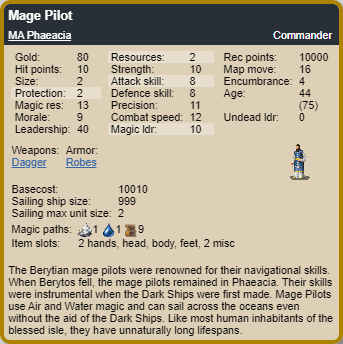 Mage Pilot
MA Phaeacia Commander
Gold: 80 Resources: 2 Rec points: 10000
Hit points: 10 Strength: 10 Map move: 16
Size: 2 Attack skill: 8 Encumbrance: 4
Protection: 2 Defence skill: 8 Age: 44
Magic res: 13 Precision: 11 (75)
Morale: 9 Combat speed: 12 Undead ldr: 0
Leadership: 40 Magic ldr: 10
Weapons: Armor:
Dagger Robes
Basecost: 10010
Sailing ship size: 999
Sailing max unit size: 2
Magic paths: 1 1 9
Item slots: 2 hands, head, body, feet, 2 misc
The Berytian mage pilots were renowned for their navigational skills.
When Berytos fell, the mage pilots remained in Phaeacia. Their skills
were instrumental when the Dark Ships were first made. Mage Pilots
use Air and Water magic and can sail across the oceans even
without the aid of the Dark Ships. Like most human inhabitants of the
blessed isle, they have unnaturally long lifespans.